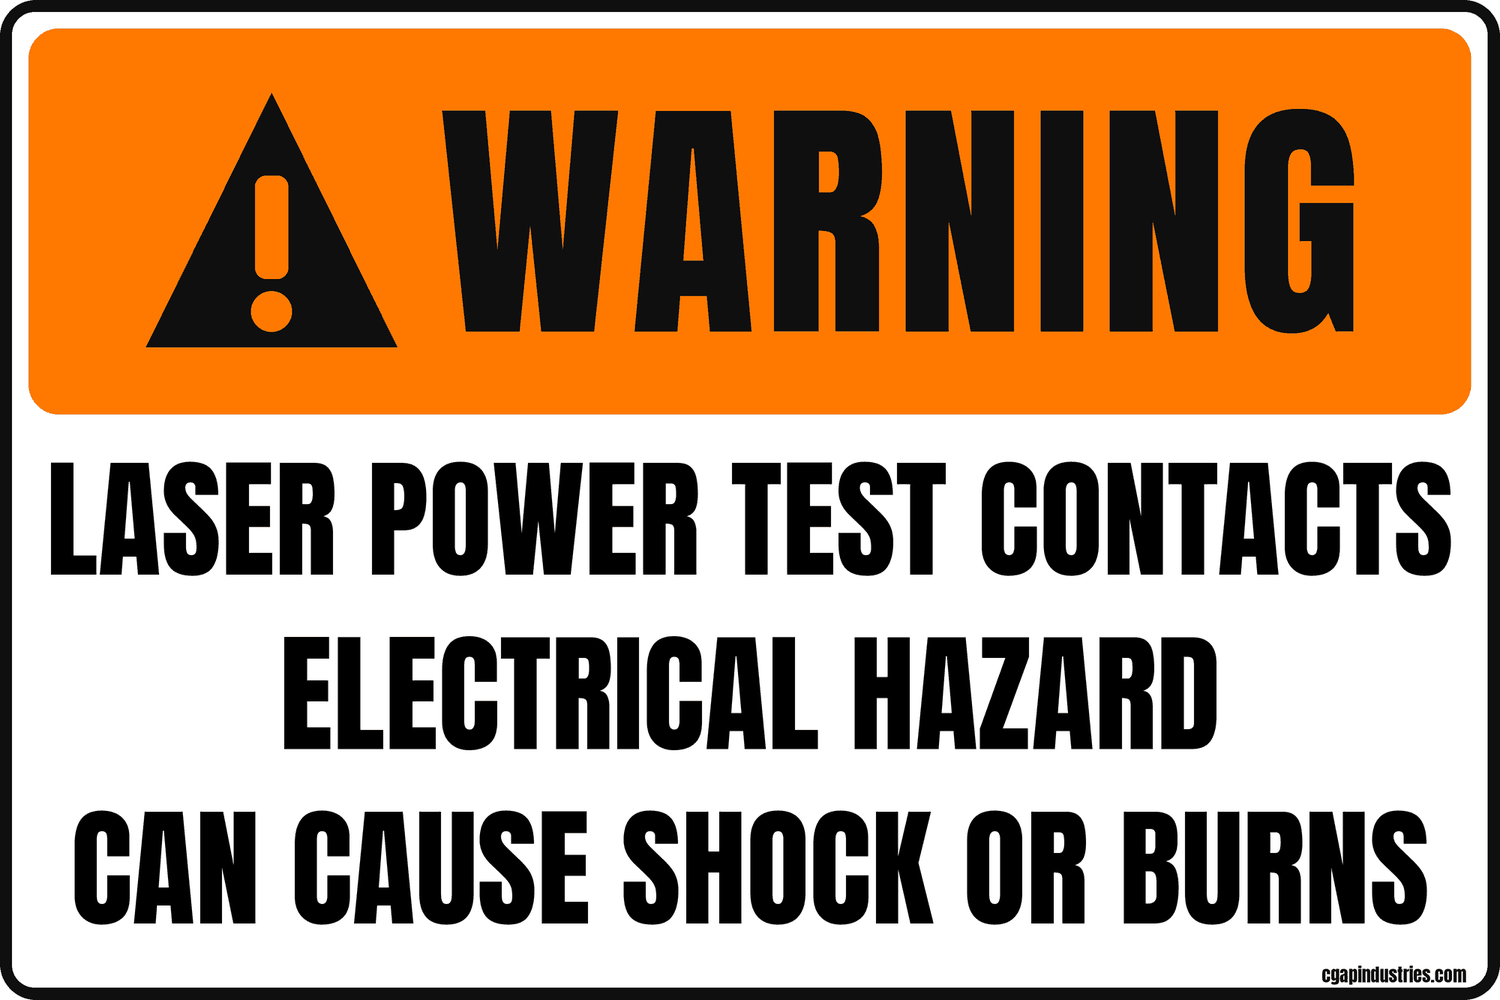 WARNING
LASER POWER TEST CONTACTS
ELECTRICAL HAZARD
CAN CAUSE SHOCK OR BURNS
cgapindustries.com